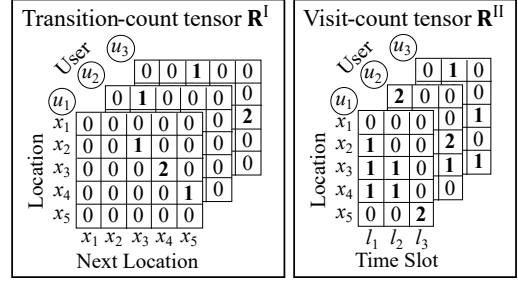 Transition-count tensor R^I
User
u3
0 0 1 0 0
u2
0 1 0 0 0 0
u1
x1 0 0 0 0 0 0 2
x2 0 0 1 0 0 0 0
x3 0 0 0 2 0 0 0
x4 0 0 0 0 1 0
x5 0 0 0 0 0
Location
x1 x2 x3 x4 x5
Next Location
Visit-count tensor R^II
User
u3
0 1 0
u2
2 0 0 0
u1
x1 0 0 0 0 1
x2 1 0 0 2 0
x3 1 1 0 1 1
x4 1 1 0 0
x5 0 0 2
Location
l1 l2 l3
Time Slot